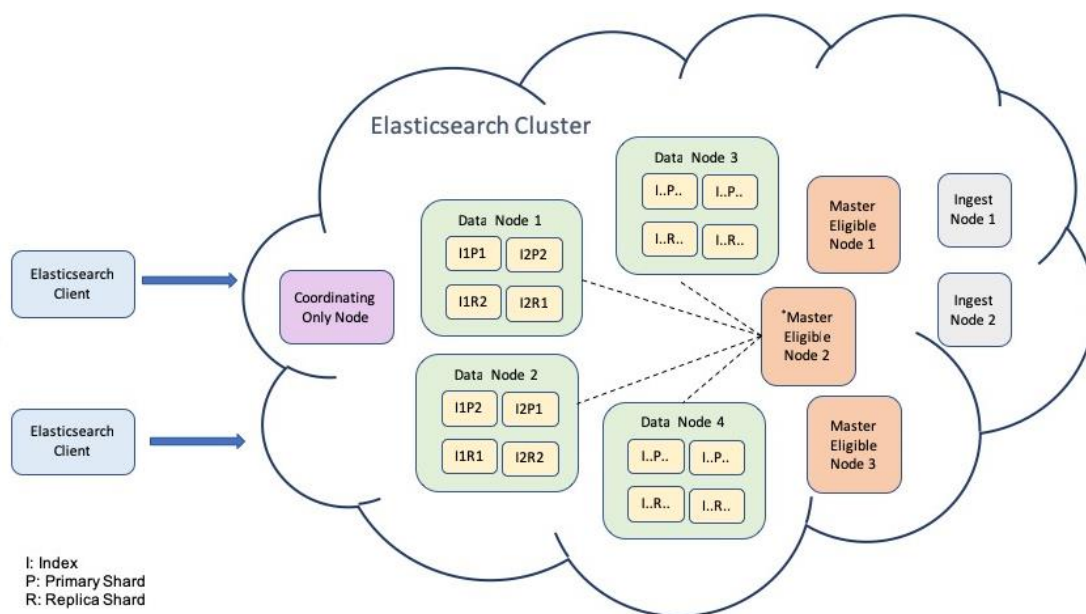 Elasticsearch Cluster
Elasticsearch
Client
Elasticsearch
Client
Coordinating
Only Node
Data Node 1
I1P1 I2P2
I1R2 I2R1
Data Node 2
I1P2 I2P1
I1R1 I2R2
Data Node 3
I..P.. I..P..
I..R.. I..R..
Data Node 4
I..P.. I..P..
I..R.. I..R..
Master
Eligible
Node 1
*Master
Eligible
Node 2
Master
Eligible
Node 3
Ingest
Node 1
Ingest
Node 2
I: Index
P: Primary Shard
R: Replica Shard